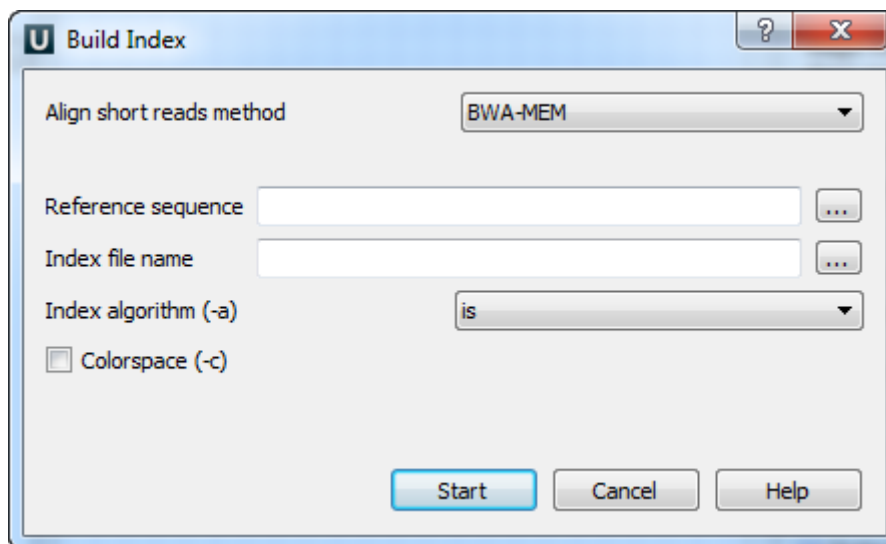 U Build Index
?
Align short reads method BWA-MEM
Reference sequence ...
Index file name ...
Index algorithm (-a) is
Colorspace (-c)
Start Cancel Help